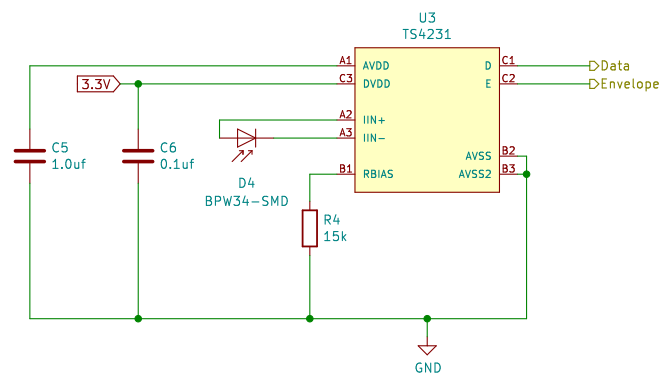 U3
TS4231
A1 AVDD D C1 Data
3.3V C3 DVDD E C2 Envelope
A2 IIN+
C5 C6 A3 IIN-
1.0uf 0.1uf AVSS B2
D4 B1 RBIAS AVSS2 B3
BPW34-SMD
R4
15k
GND